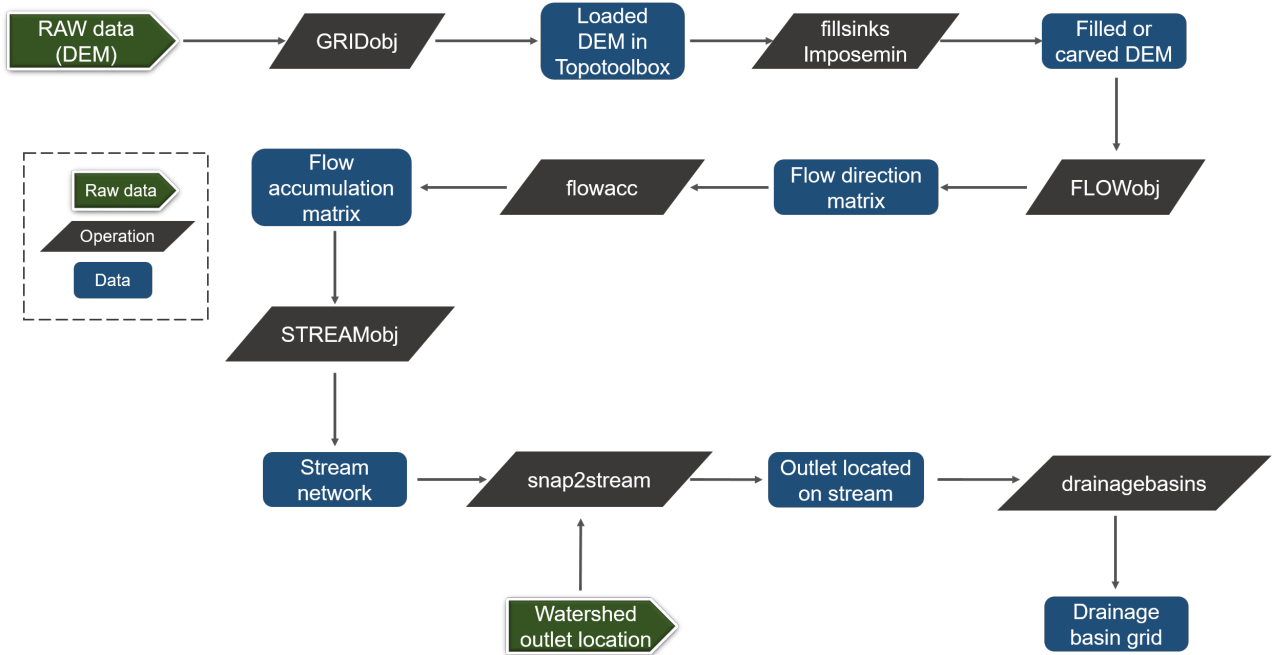 RAW data
(DEM)
GRIDobj
Loaded
DEM in
Topotoolbox
fillsinks
Imposemin
Filled or
carved DEM
Raw data
Operation
Data
Flow
accumulation
matrix
flowacc
Flow direction
matrix
FLOWobj
STREAMobj
Stream
network
snap2stream
Outlet located
on stream
drainagebasins
Watershed
outlet location
Drainage
basin grid